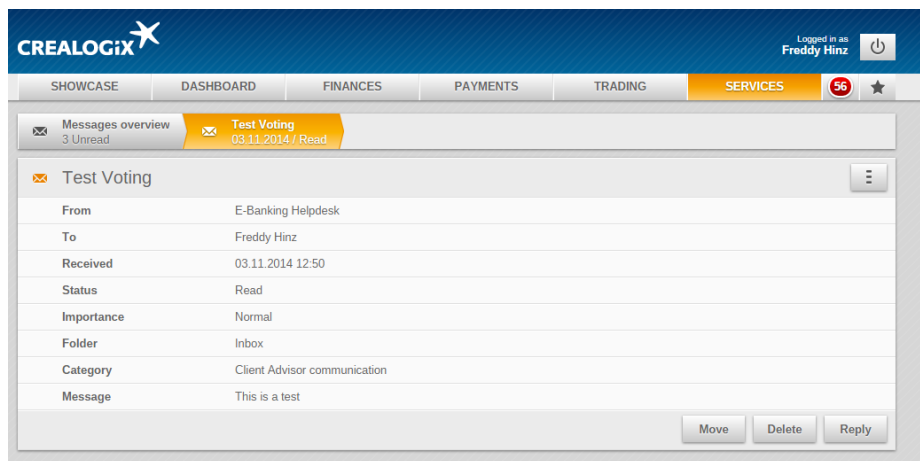 CREALOGiX
Logged in as
Freddy Hinz
SHOWCASE DASHBOARD FINANCES PAYMENTS TRADING SERVICES 56
Messages overview
3 Unread
Test Voting
03.11.2014 / Read
Test Voting
From E-Banking Helpdesk
To Freddy Hinz
Received 03.11.2014 12:50
Status Read
Importance Normal
Folder Inbox
Category Client Advisor communication
Message This is a test
Move Delete Reply